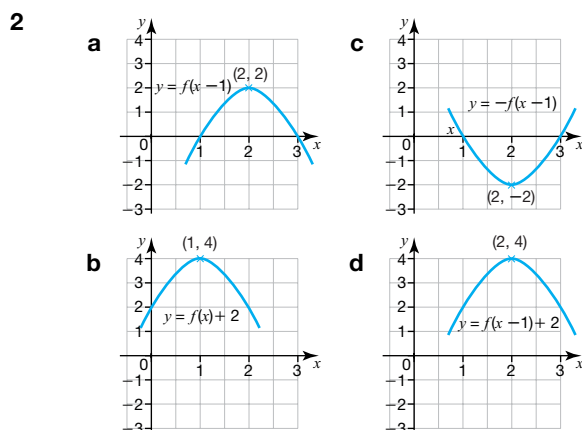 2
a
y
4
3
2
1
0
−1
−2
−3
1
2
3
x
y = f(x − 1)
(2, 2)
c
y
4
3
2
1
0
−1
−2
−3
1
2
3
x
x
y = −f(x − 1)
(2, −2)
b
y
4
3
2
1
0
−1
−2
−3
1
2
3
x
(1, 4)
y = f(x) + 2
d
y
4
3
2
1
0
−1
−2
−3
1
2
3
x
(2, 4)
y = f(x − 1) + 2